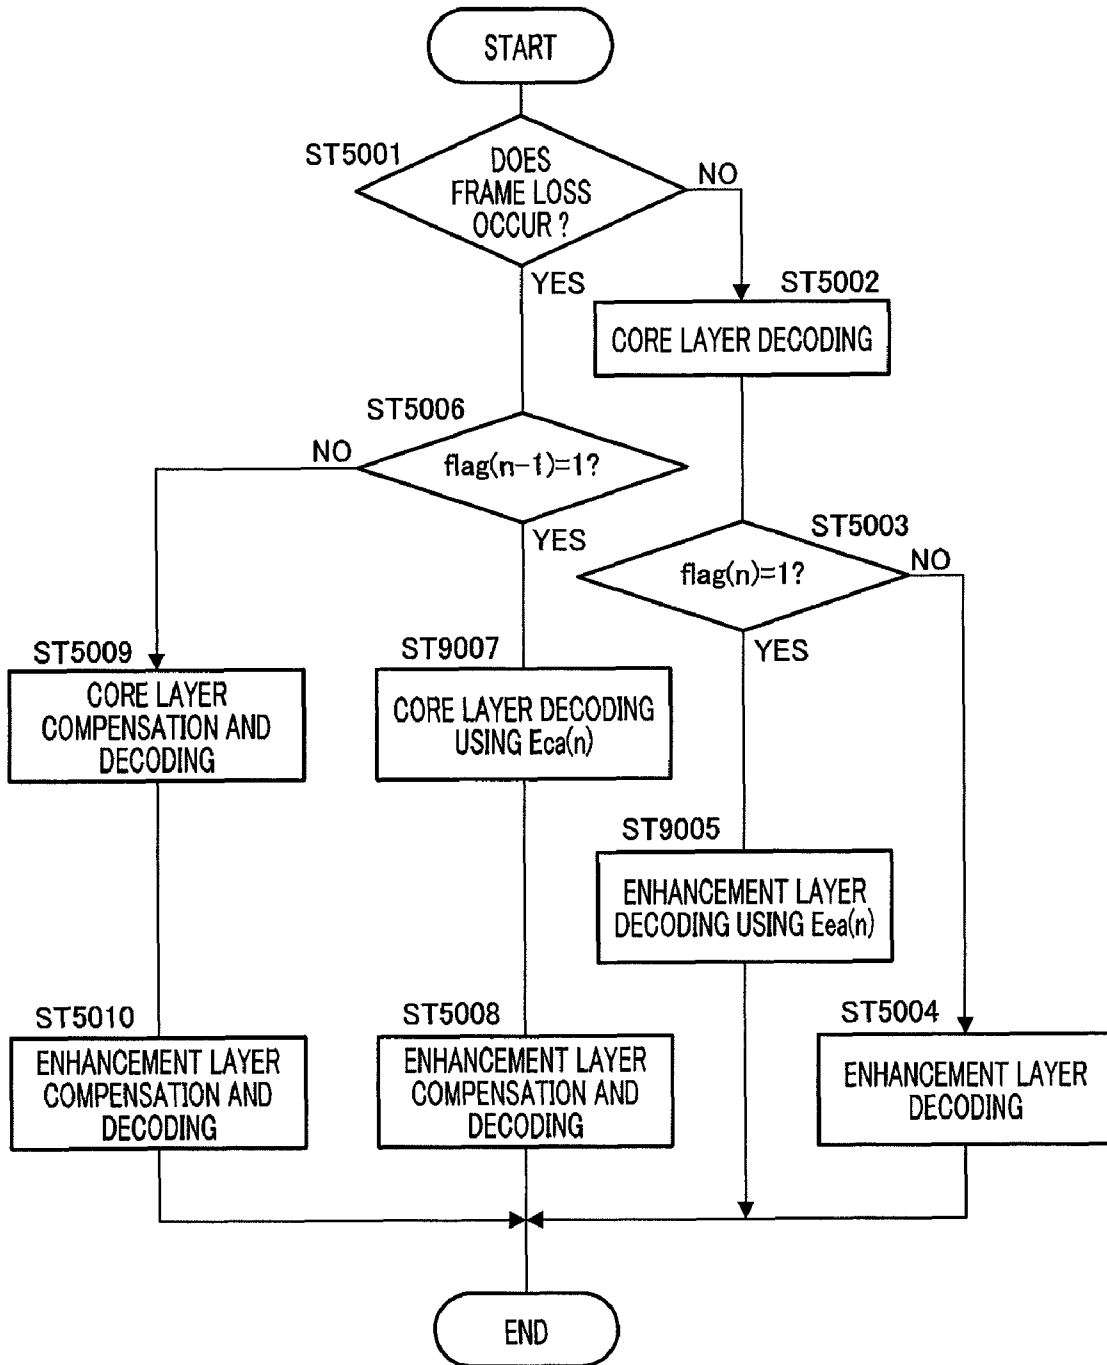 START
ST5001
DOES
FRAME LOSS
OCCUR ?
NO
YES
ST5002
CORE LAYER DECODING
ST5006
NO
flag(n-1)=1?
YES
ST5003
flag(n)=1?
NO
YES
ST5009
CORE LAYER
COMPENSATION AND
DECODING
ST9007
CORE LAYER DECODING
USING Eca(n)
ST9005
ENHANCEMENT LAYER
DECODING USING Eea(n)
ST5010
ENHANCEMENT LAYER
COMPENSATION AND
DECODING
ST5008
ENHANCEMENT LAYER
COMPENSATION AND
DECODING
ST5004
ENHANCEMENT LAYER
DECODING
END